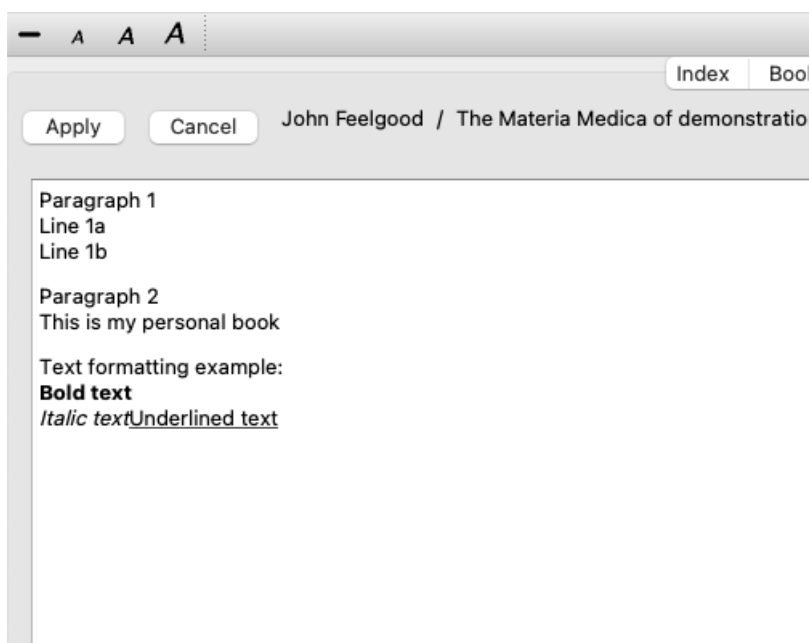 A A A
Index Book
Apply Cancel John Feelgood / The Materia Medica of demonstratio
Paragraph 1
Line 1a
Line 1b
Paragraph 2
This is my personal book
Text formatting example:
Bold text
Italic textUnderlined text